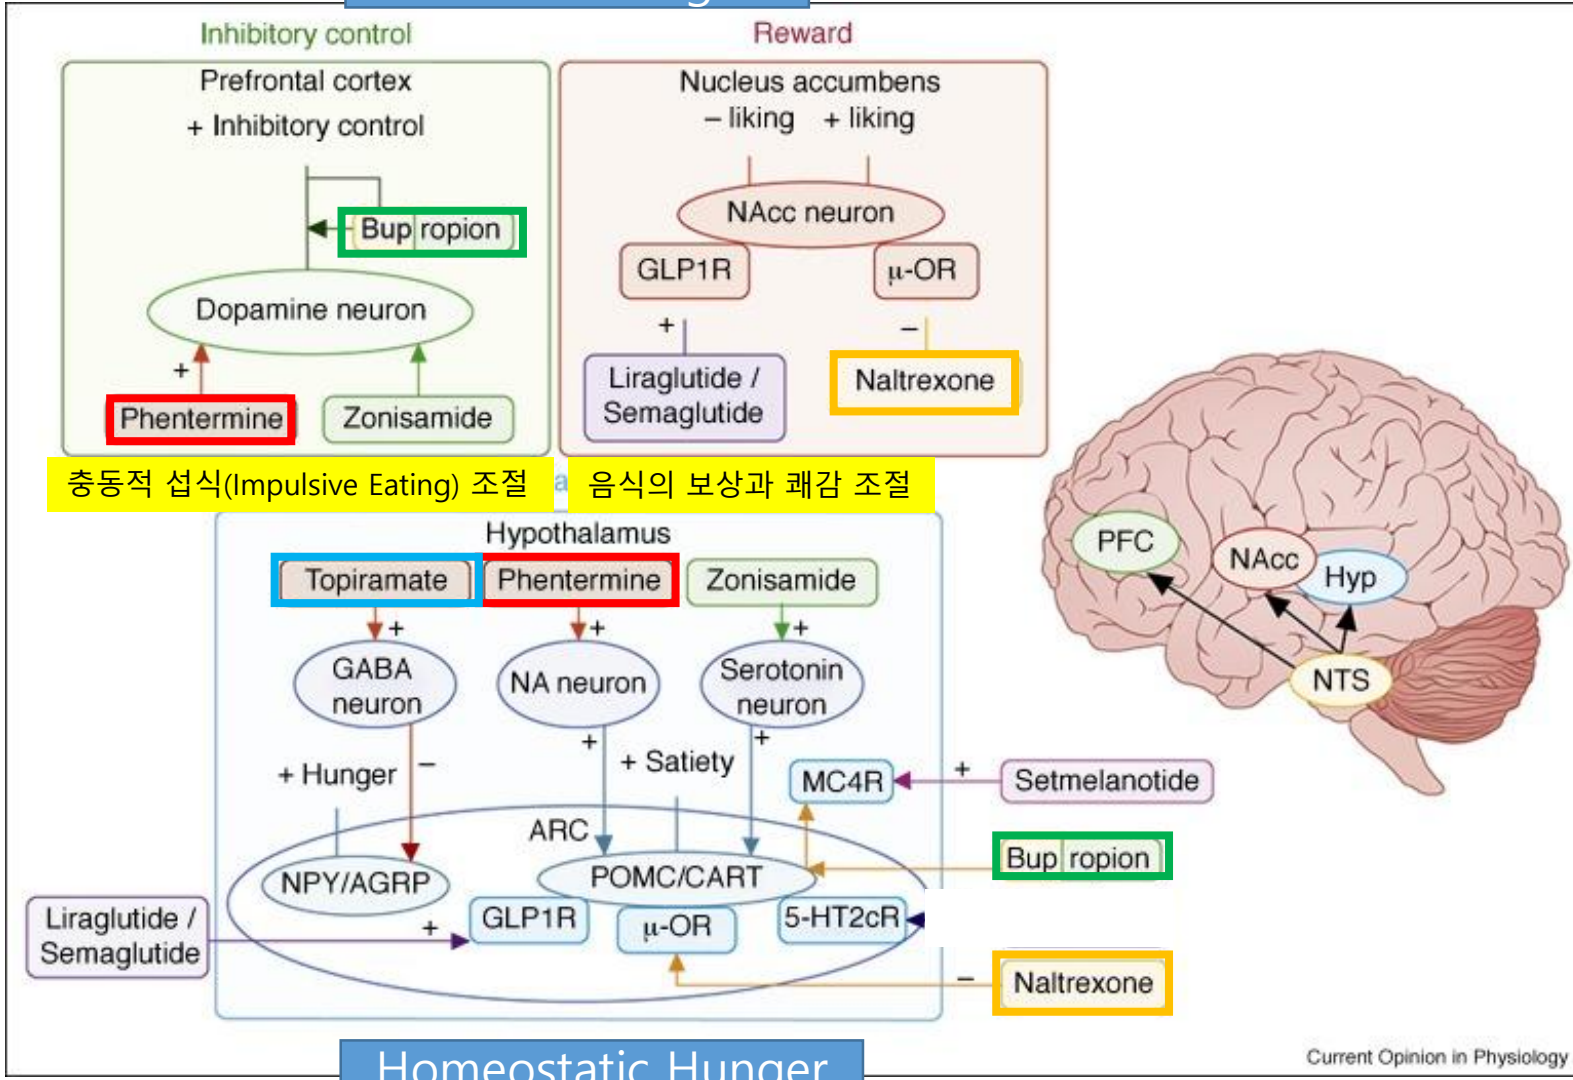 Inhibitory control
Reward
Prefrontal cortex
+ Inhibitory control
Bup ropion
Dopamine neuron
+
Phentermine
Zonisamide
Nucleus accumbens
– liking + liking
NAcc neuron
GLP1R
μ-OR
+
–
Liraglutide /
Semaglutide
Naltrexone
충동적 섭식(Impulsive Eating) 조절
음식의 보상과 쾌감 조절
Hypothalamus
Topiramate
Phentermine
Zonisamide
+
+
+
GABA
neuron
NA neuron
Serotonin
neuron
+ Hunger
–
+
+ Satiety
+
MC4R
+
Setmelanotide
ARC
NPY/AGRP
POMC/CART
Bup ropion
GLP1R
μ-OR
5-HT2cR
Liraglutide /
Semaglutide
+
–
Naltrexone
PFC
NAcc
Hyp
NTS
Homeostatic Hunger
Current Opinion in Physiology